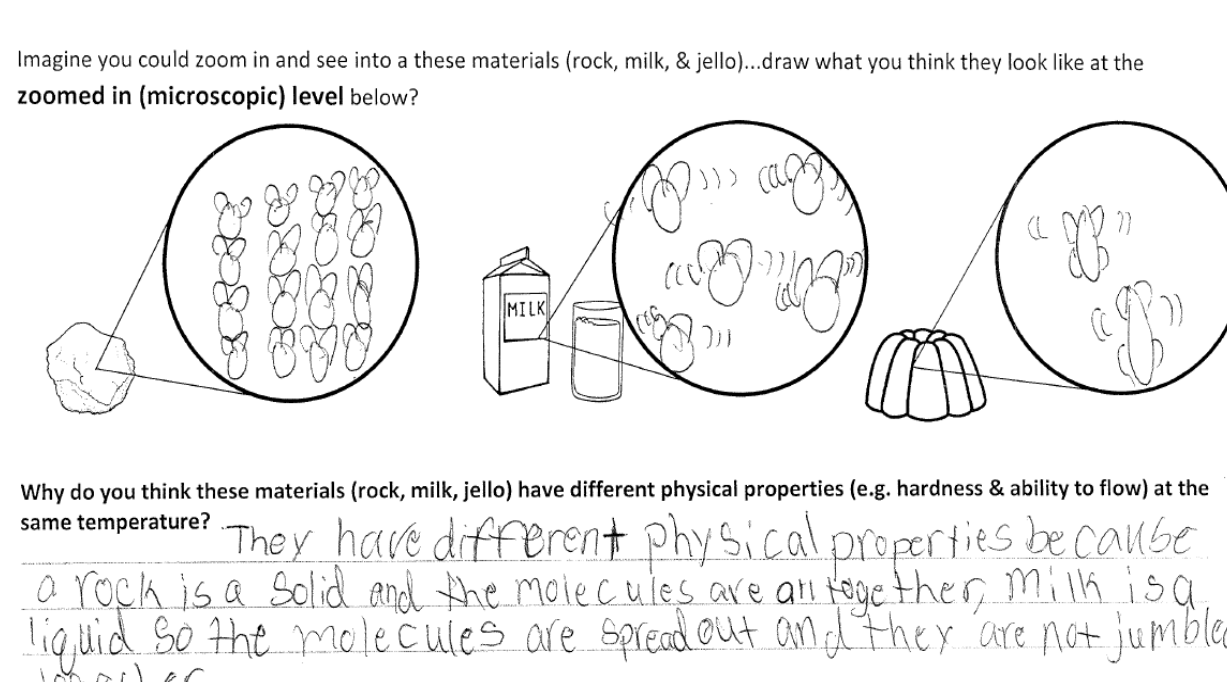 Imagine you could zoom in and see into a these materials (rock, milk, & jello)...draw what you think they look like at the
zoomed in (microscopic) level below?
MILK
Why do you think these materials (rock, milk, jello) have different physical properties (e.g. hardness & ability to flow) at the
same temperature? They have different physical properties because
a rock is a solid and the molecules are all together, milk is a
liquid so the molecules are spread out and they are not jumbled